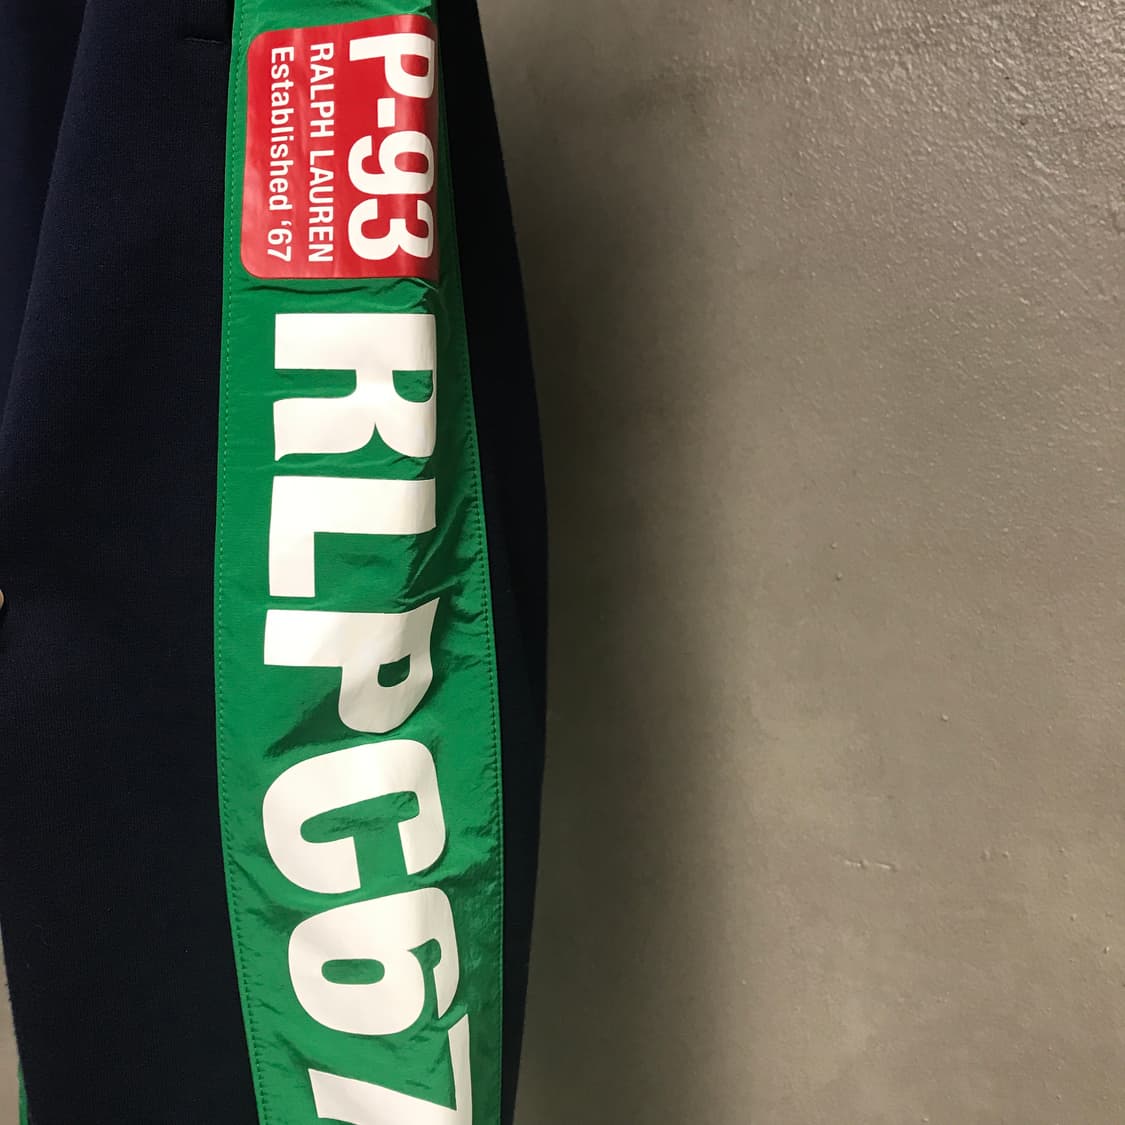 P-93
RALPH LAUREN
Established '67
RLPC67